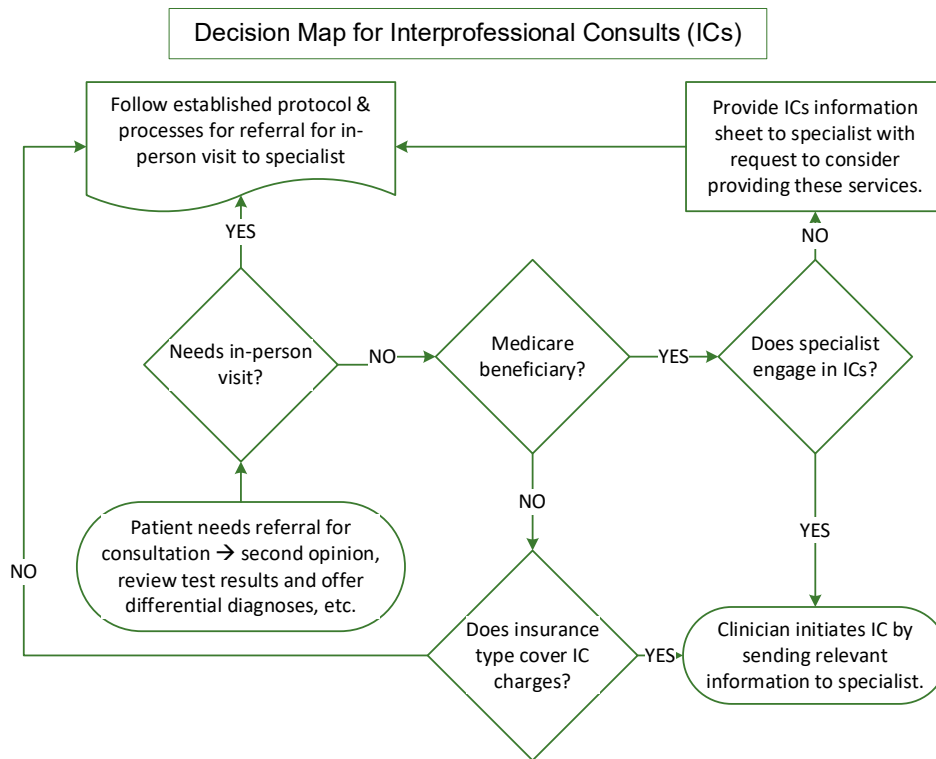 Decision Map for Interprofessional Consults (ICs)
Follow established protocol &
processes for referral for in-
person visit to specialist
Provide ICs information
sheet to specialist with
request to consider
providing these services.
YES
NO
Needs in-person
visit?
NO
Medicare
beneficiary?
YES
Does specialist
engage in ICs?
NO
YES
Patient needs referral for
consultation → second opinion,
review test results and offer
differential diagnoses, etc.
NO
Does insurance
type cover IC
charges?
YES
Clinician initiates IC by
sending relevant
information to specialist.